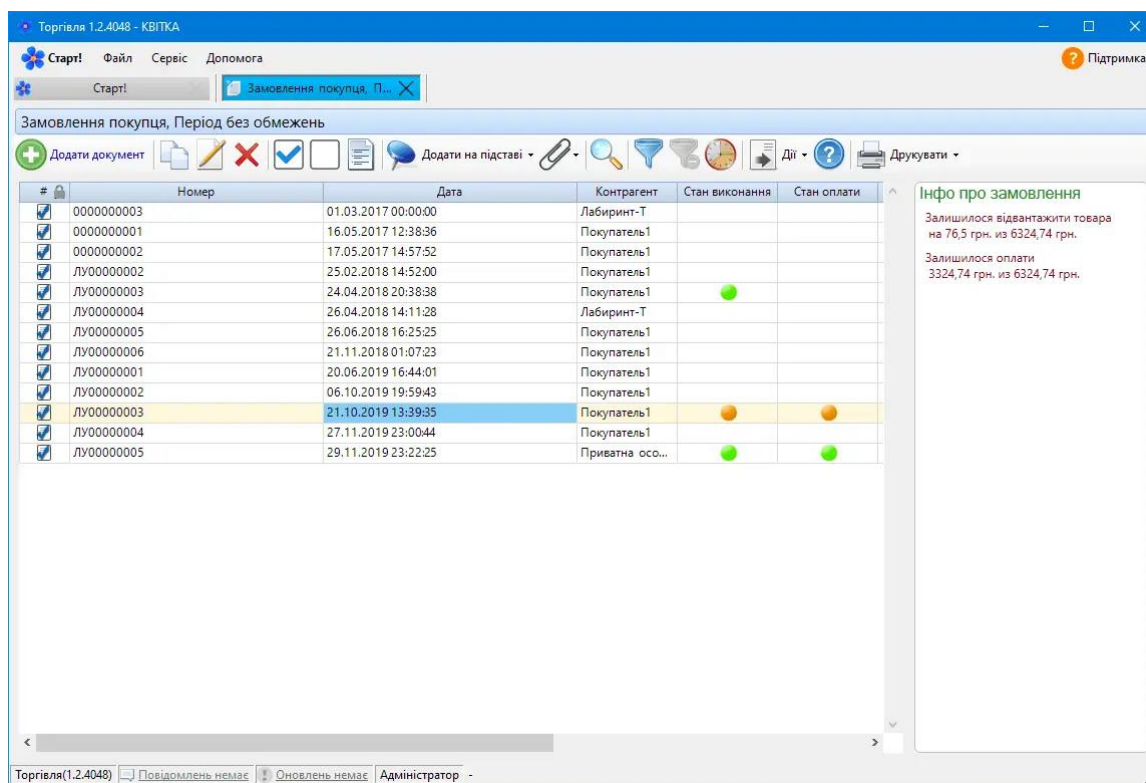 Торгівля 1.2.4048 - КВІТКА
Старт! Файл Сервіс Допомога
? Підтримка
Старт! Замовлення покупця, П...
Замовлення покупця, Період без обмежень
Додати документ Додати на підставі Дії ? Друкувати
# Номер Дата Контрагент Стан виконання Стан оплати
0000000003 01.03.2017 00:00:00 Лабиринт-Т
0000000001 16.05.2017 12:38:36 Покупатель1
0000000002 17.05.2017 14:57:52 Покупатель1
ЛУ00000002 25.02.2018 14:52:00 Покупатель1
ЛУ00000003 24.04.2018 20:38:38 Покупатель1
ЛУ00000004 26.04.2018 14:11:28 Лабиринт-Т
ЛУ00000005 26.06.2018 16:25:25 Покупатель1
ЛУ00000006 21.11.2018 01:07:23 Покупатель1
ЛУ00000001 20.06.2019 16:44:01 Покупатель1
ЛУ00000002 06.10.2019 19:59:43 Покупатель1
ЛУ00000003 21.10.2019 13:39:35 Покупатель1
ЛУ00000004 27.11.2019 23:00:44 Покупатель1
ЛУ00000005 29.11.2019 23:22:25 Приватна осо...
Інфо про замовлення
Залишилося відвантажити товара
на 76,5 грн. из 6324,74 грн.
Залишилося оплати
3324,74 грн. из 6324,74 грн.
Торгівля(1.2.4048) Повідомлень немає Оновлень немає Адміністратор -